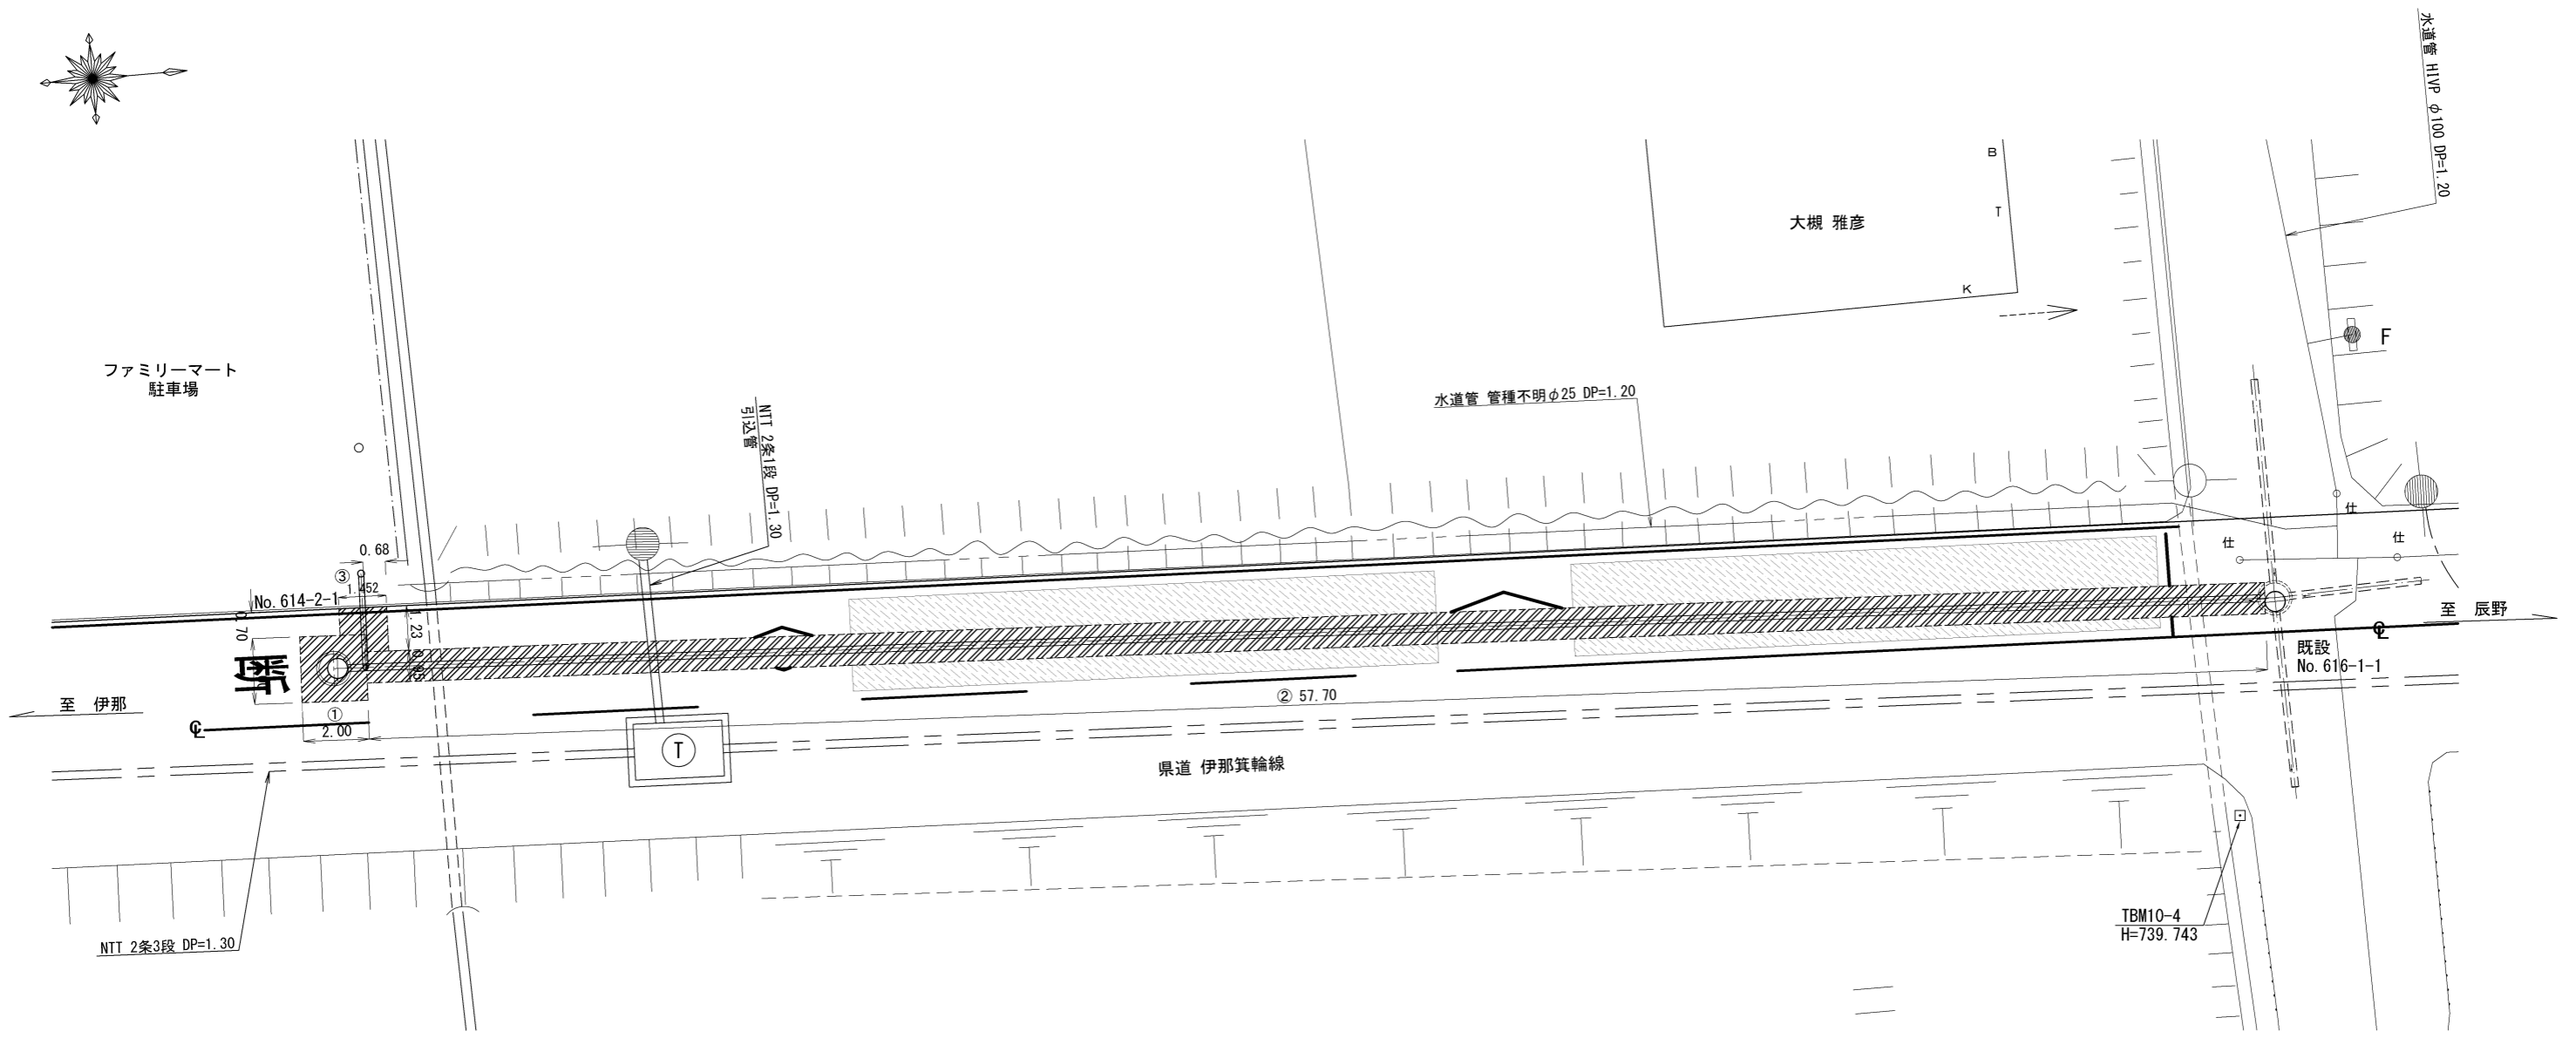 水道管 HIVP φ100 DP=1.20
B
T
K
大槻 雅彦
F
ファミリーマート
駐車場
NTT 2条1段 DP=1.30
引込管
水道管 管種不明φ25 DP=1.20
仕
仕
仕
0.68
③
1.452
No.614-2-1
0.70
1.23
0.95
断
至 伊那
℄
①
2.00
② 57.70
T
県道 伊那箕輪線
至 辰野
℄
既設
No.616-1-1
NTT 2条3段 DP=1.30
TBM10-4
H=739.743